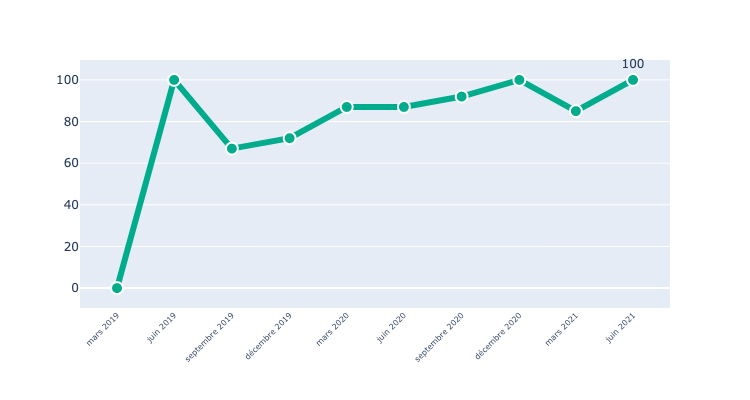 100
100
80
60
40
20
0
mars 2019
juin 2019
septembre 2019
décembre 2019
mars 2020
juin 2020
septembre 2020
décembre 2020
mars 2021
juin 2021